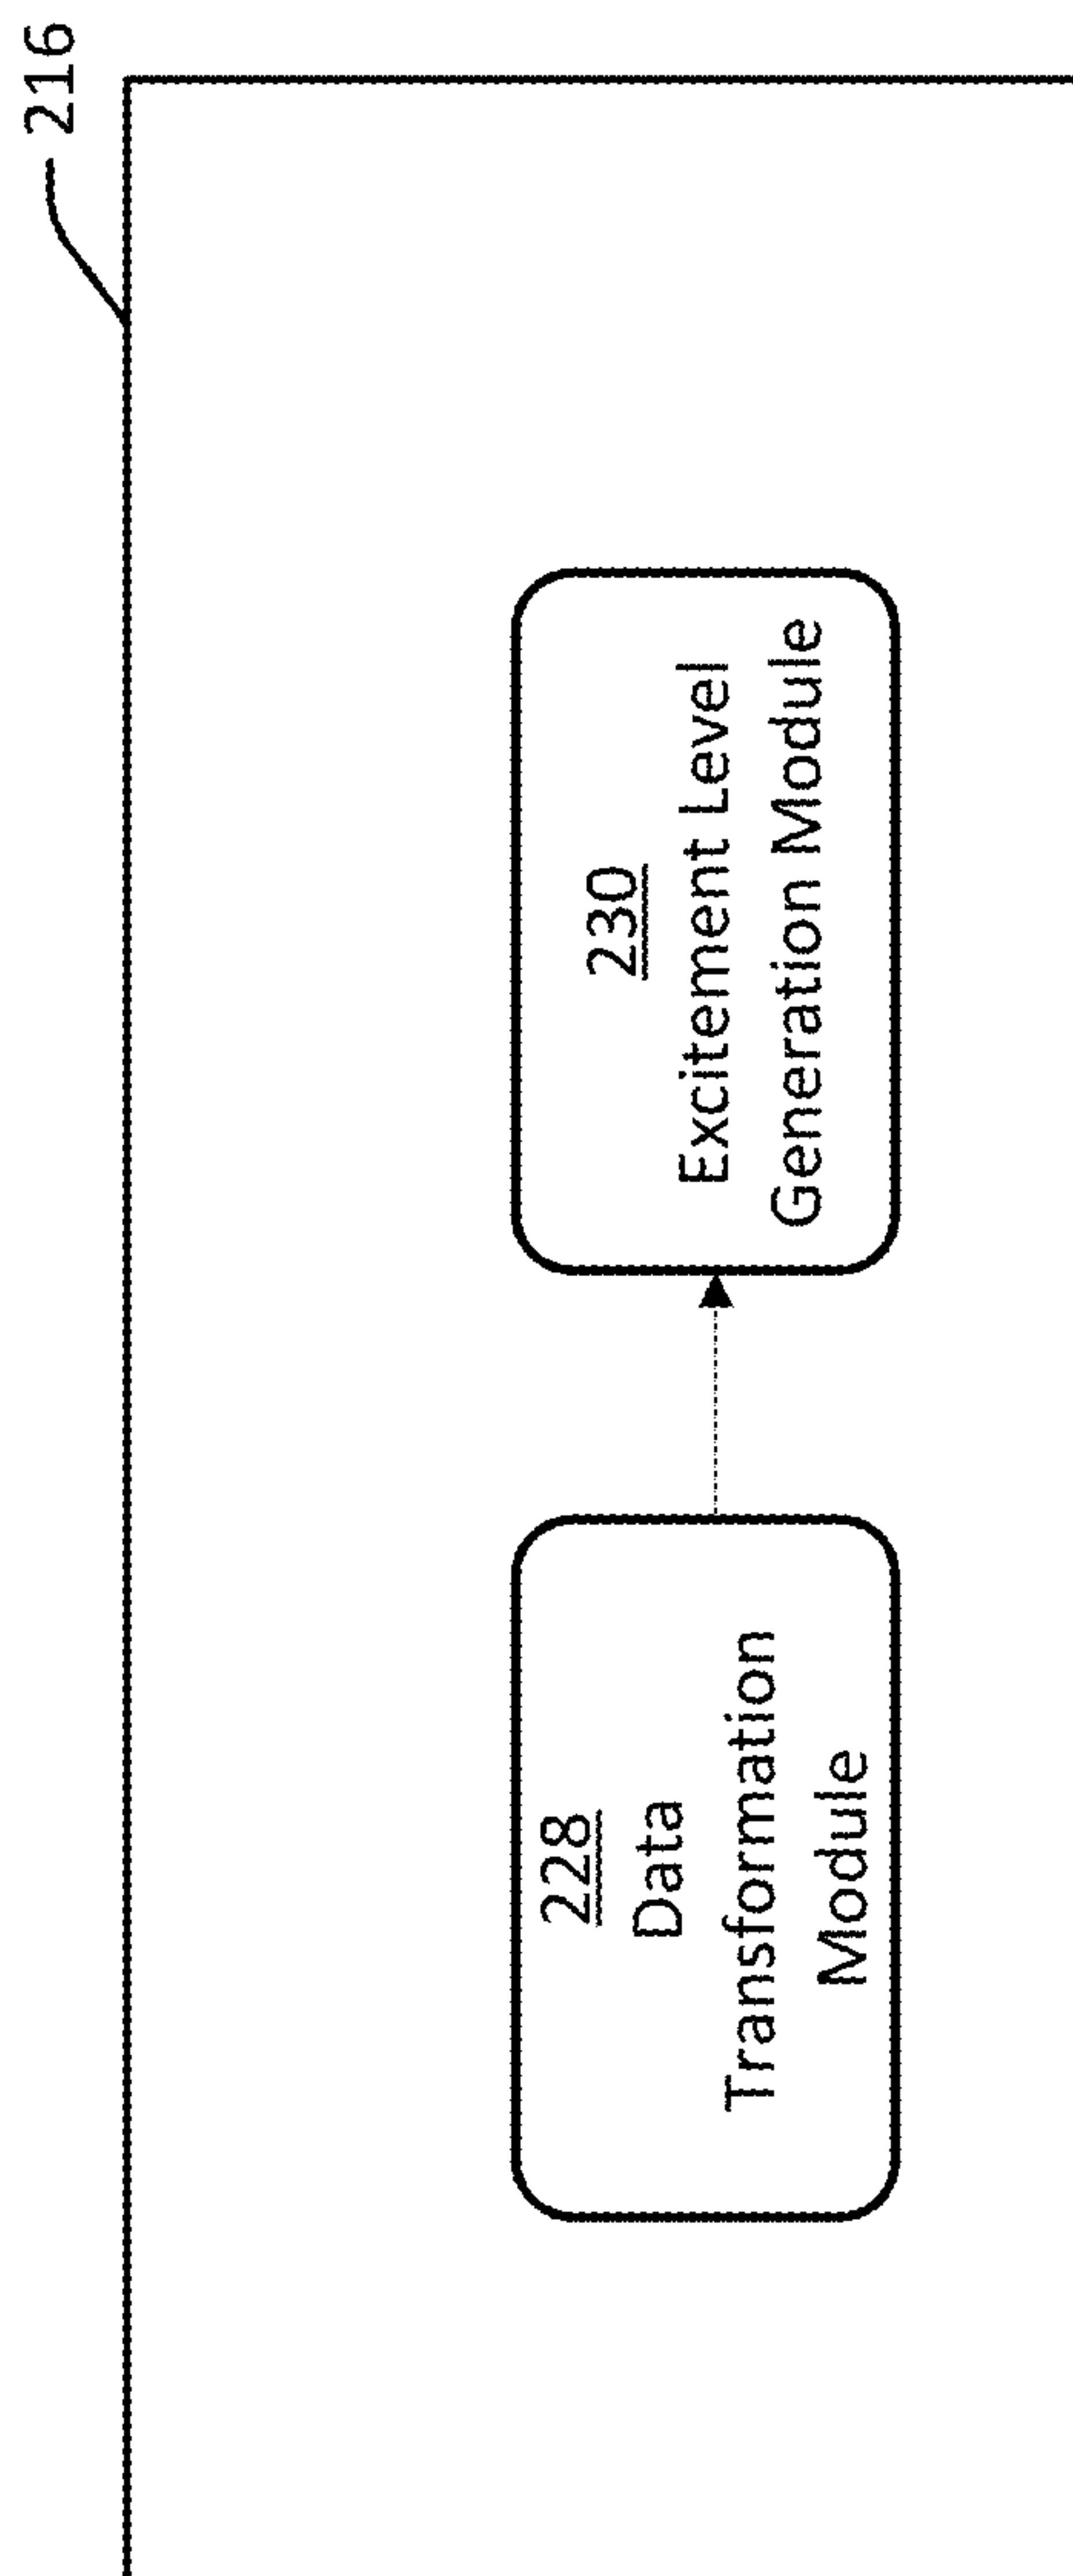 216
228
Data
Transformation
Module
230
Excitement Level
Generation Module